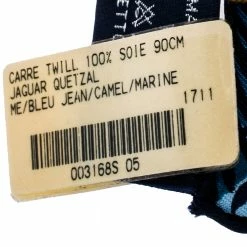 CARRE TWILL 100% SOIE 90CM
JAGUAR QUETZAL
ME/BLEU JEAN/CAMEL/MARINE
1711
003168S 05